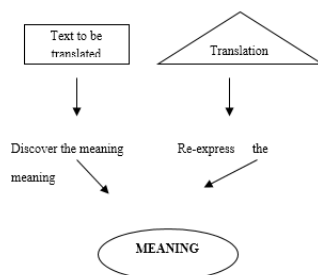 Text to be
translated
Translation
Discover the meaning
Re-express the
meaning
MEANING